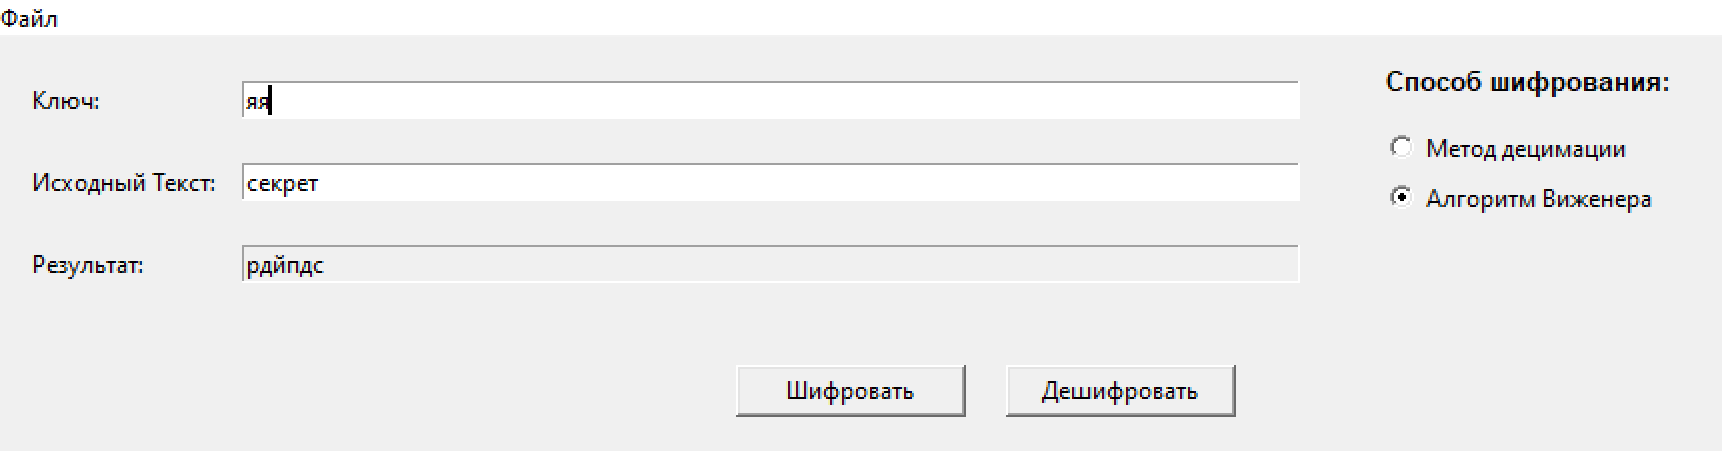 Файл
Ключ: яя
Исходный Текст: секрет
Результат: рдйпдс
Способ шифрования:
Метод децимации
Алгоритм Виженера
Шифровать Дешифровать